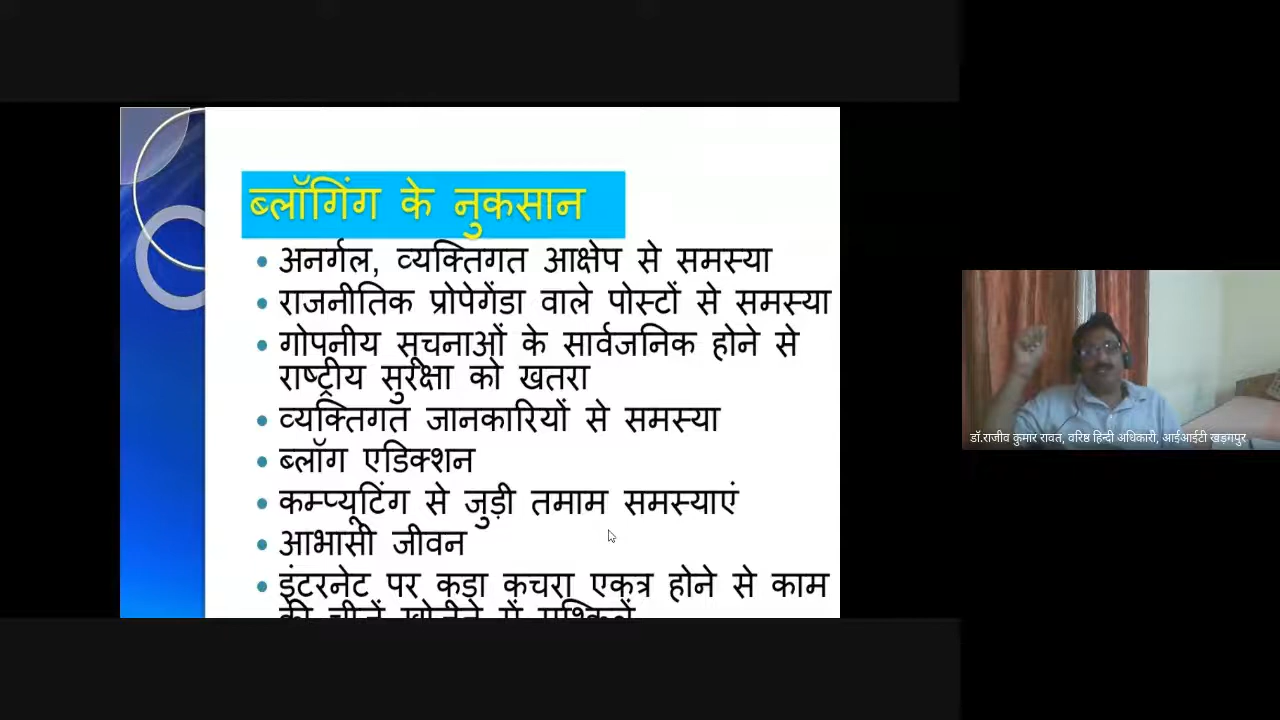 ब्लॉगिंग के नुकसान
• अनर्गल, व्यक्तिगत आक्षेप से समस्या
• राजनीतिक प्रोपेगेंडा वाले पोस्टों से समस्या
• गोपनीय सूचनाओं के सार्वजनिक होने से
राष्ट्रीय सुरक्षा को खतरा
• व्यक्तिगत जानकारियों से समस्या
• ब्लॉग एडिक्शन
• कम्प्यूटिंग से जुड़ी तमाम समस्याएं
• आभासी जीवन
• इंटरनेट पर कूड़ा कचरा एकत्र होने से काम
की चीजें खोजने में मुश्किलें
डॉ.राजीव कुमार रावत, वरिष्ठ हिन्दी अधिकारी, आईआईटी खड़गपुर